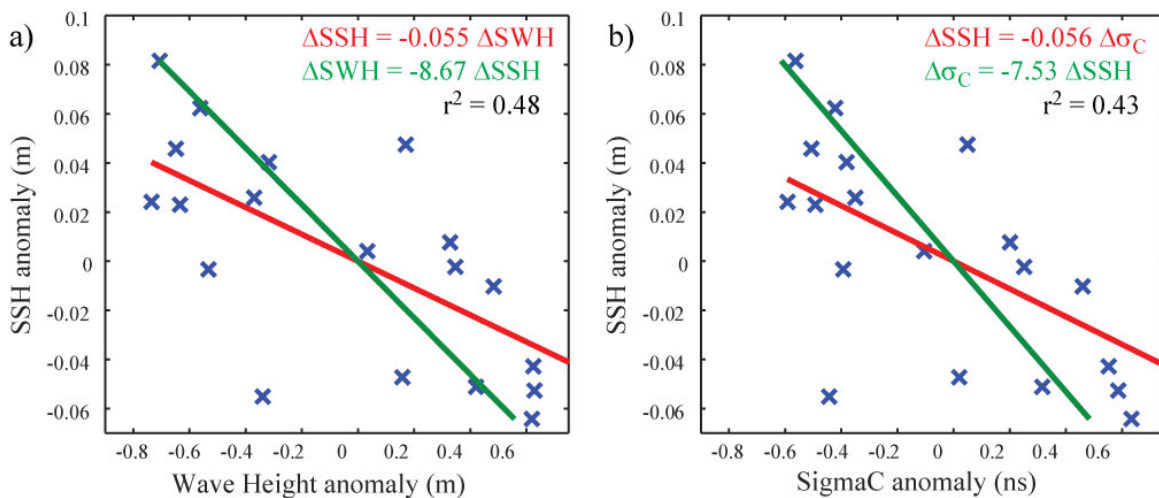 a)
ΔSSH = -0.055 ΔSWH
ΔSWH = -8.67 ΔSSH
r² = 0.48
SSH anomaly (m)
0.1
0.08
0.06
0.04
0.02
0
-0.02
-0.04
-0.06
-0.8 -0.6 -0.4 -0.2 0 0.2 0.4 0.6
Wave Height anomaly (m)
b)
ΔSSH = -0.056 Δσ_C
Δσ_C = -7.53 ΔSSH
r² = 0.43
SSH anomaly (m)
0.1
0.08
0.06
0.04
0.02
0
-0.02
-0.04
-0.06
-0.8 -0.6 -0.4 -0.2 0 0.2 0.4 0.6
SigmaC anomaly (ns)